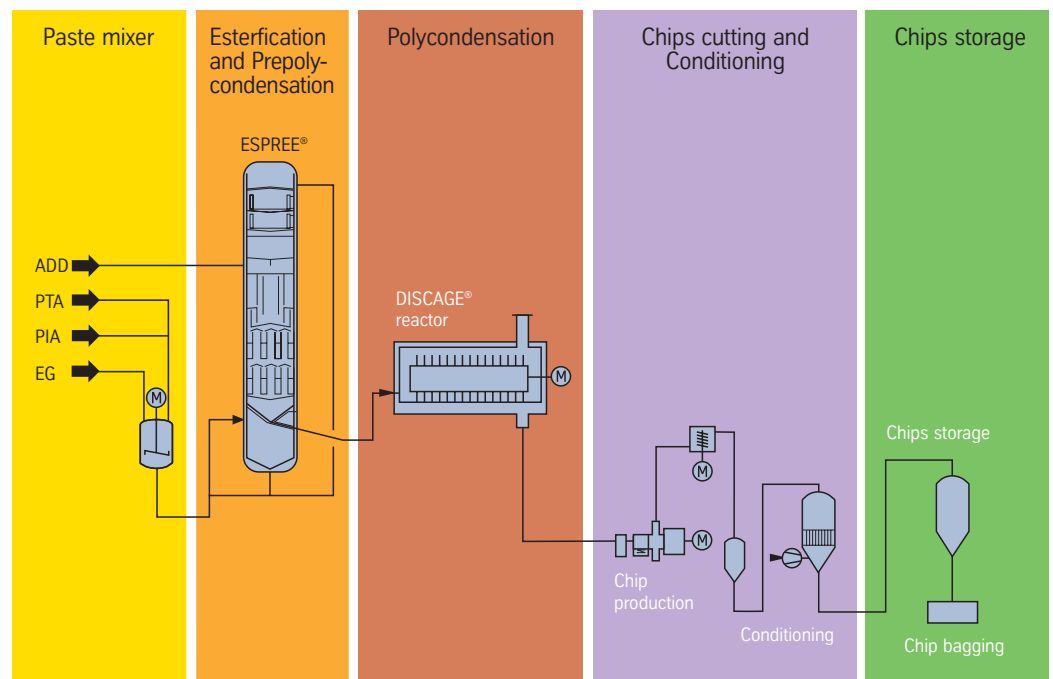 Paste mixer
Esterfication
and Prepoly-
condensation
Polycondensation
Chips cutting and
Conditioning
Chips storage
ESPREE®
ADD
PTA
PIA
EG
M
DISCAGE®
reactor
M
M
M
Chip
production
Conditioning
Chips storage
Chip bagging